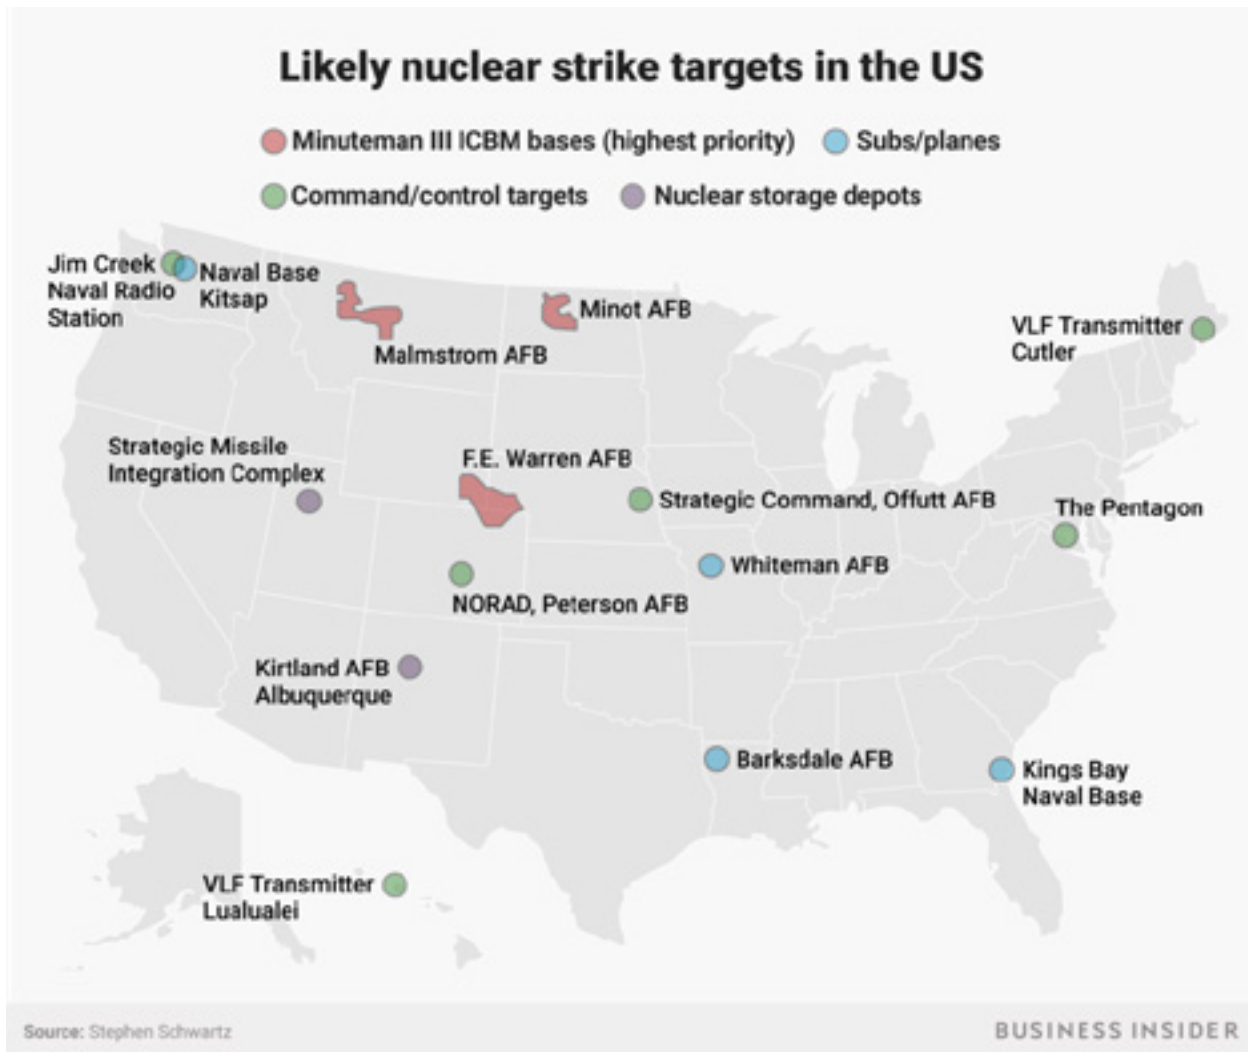 Likely nuclear strike targets in the US
Minuteman III ICBM bases (highest priority)
Subs/planes
Command/control targets
Nuclear storage depots
Jim Creek
Naval Radio
Station
Naval Base
Kitsap
Malmstrom AFB
Minot AFB
VLF Transmitter
Cutler
Strategic Missile
Integration Complex
F.E. Warren AFB
Strategic Command, Offutt AFB
The Pentagon
Whiteman AFB
NORAD, Peterson AFB
Kirtland AFB
Albuquerque
Barksdale AFB
Kings Bay
Naval Base
VLF Transmitter
Lualualei
Source: Stephen Schwartz
BUSINESS INSIDER